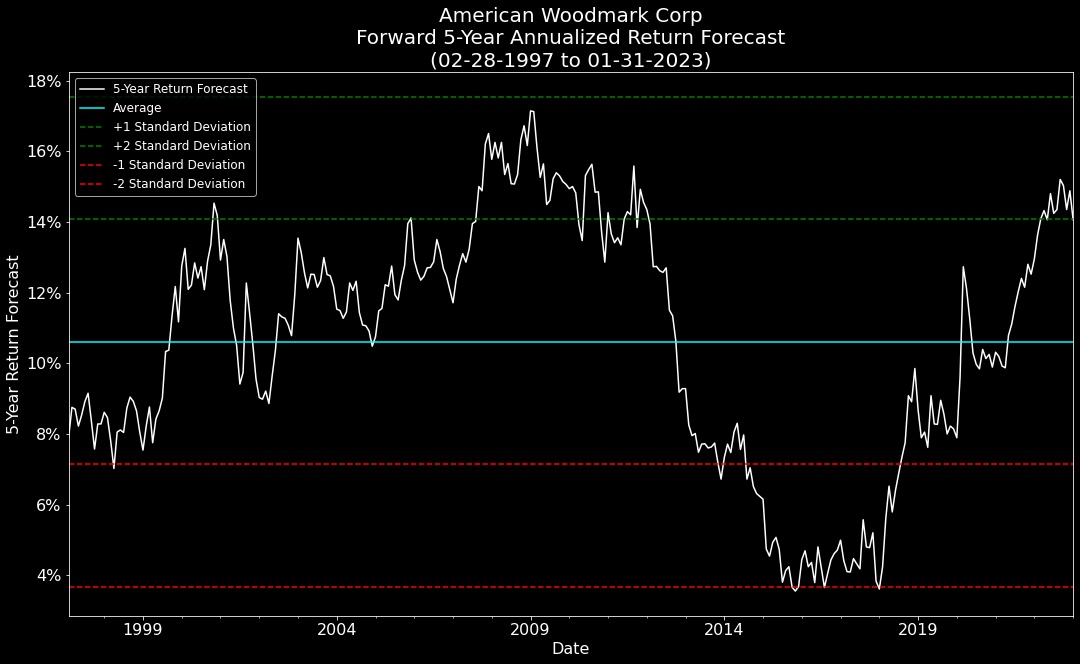 American Woodmark Corp
Forward 5-Year Annualized Return Forecast
(02-28-1997 to 01-31-2023)
18%
16%
14%
12%
10%
8%
6%
4%
5-Year Return Forecast
5-Year Return Forecast
Average
+1 Standard Deviation
+2 Standard Deviation
-1 Standard Deviation
-2 Standard Deviation
1999
2004
2009
2014
2019
Date